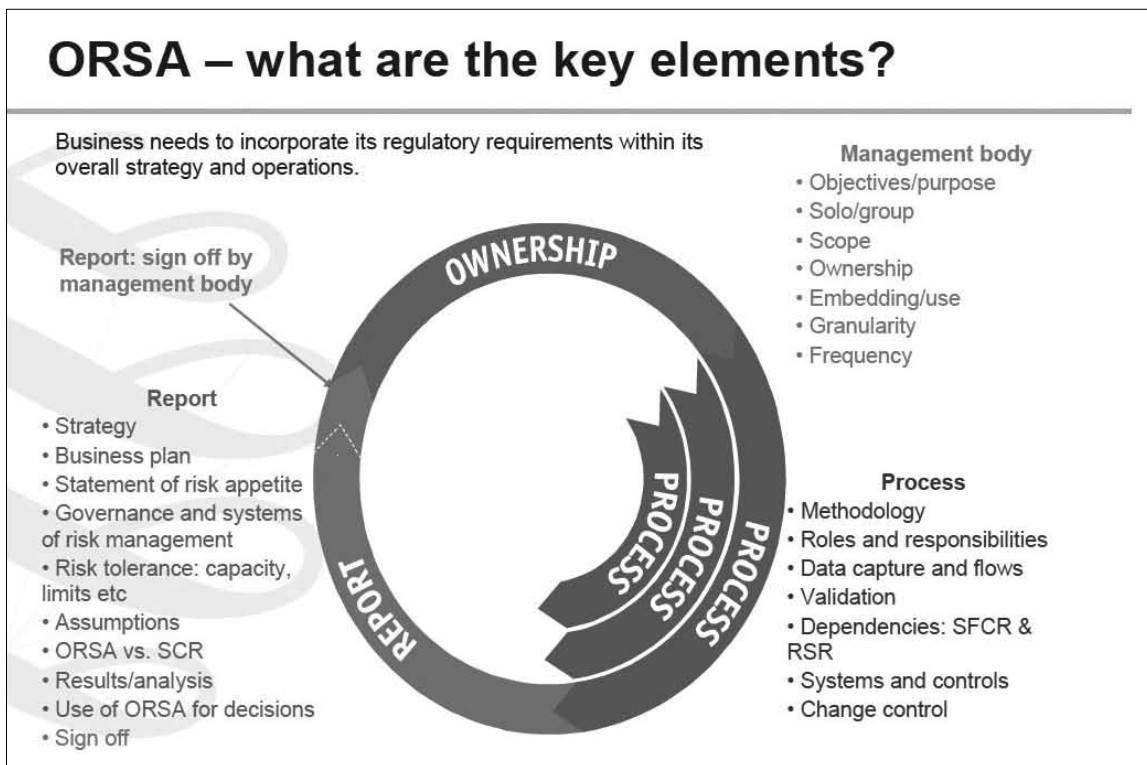 ORSA – what are the key elements?
Business needs to incorporate its regulatory requirements within its
overall strategy and operations.
Management body
• Objectives/purpose
• Solo/group
• Scope
• Ownership
• Embedding/use
• Granularity
• Frequency
Report: sign off by
management body
OWNERSHIP
PROCESS
PROCESS
PROCESS
REPORT
Report
• Strategy
• Business plan
• Statement of risk appetite
• Governance and systems
of risk management
• Risk tolerance: capacity,
limits etc
• Assumptions
• ORSA vs. SCR
• Results/analysis
• Use of ORSA for decisions
• Sign off
Process
• Methodology
• Roles and responsibilities
• Data capture and flows
• Validation
• Dependencies: SFCR &
RSR
• Systems and controls
• Change control